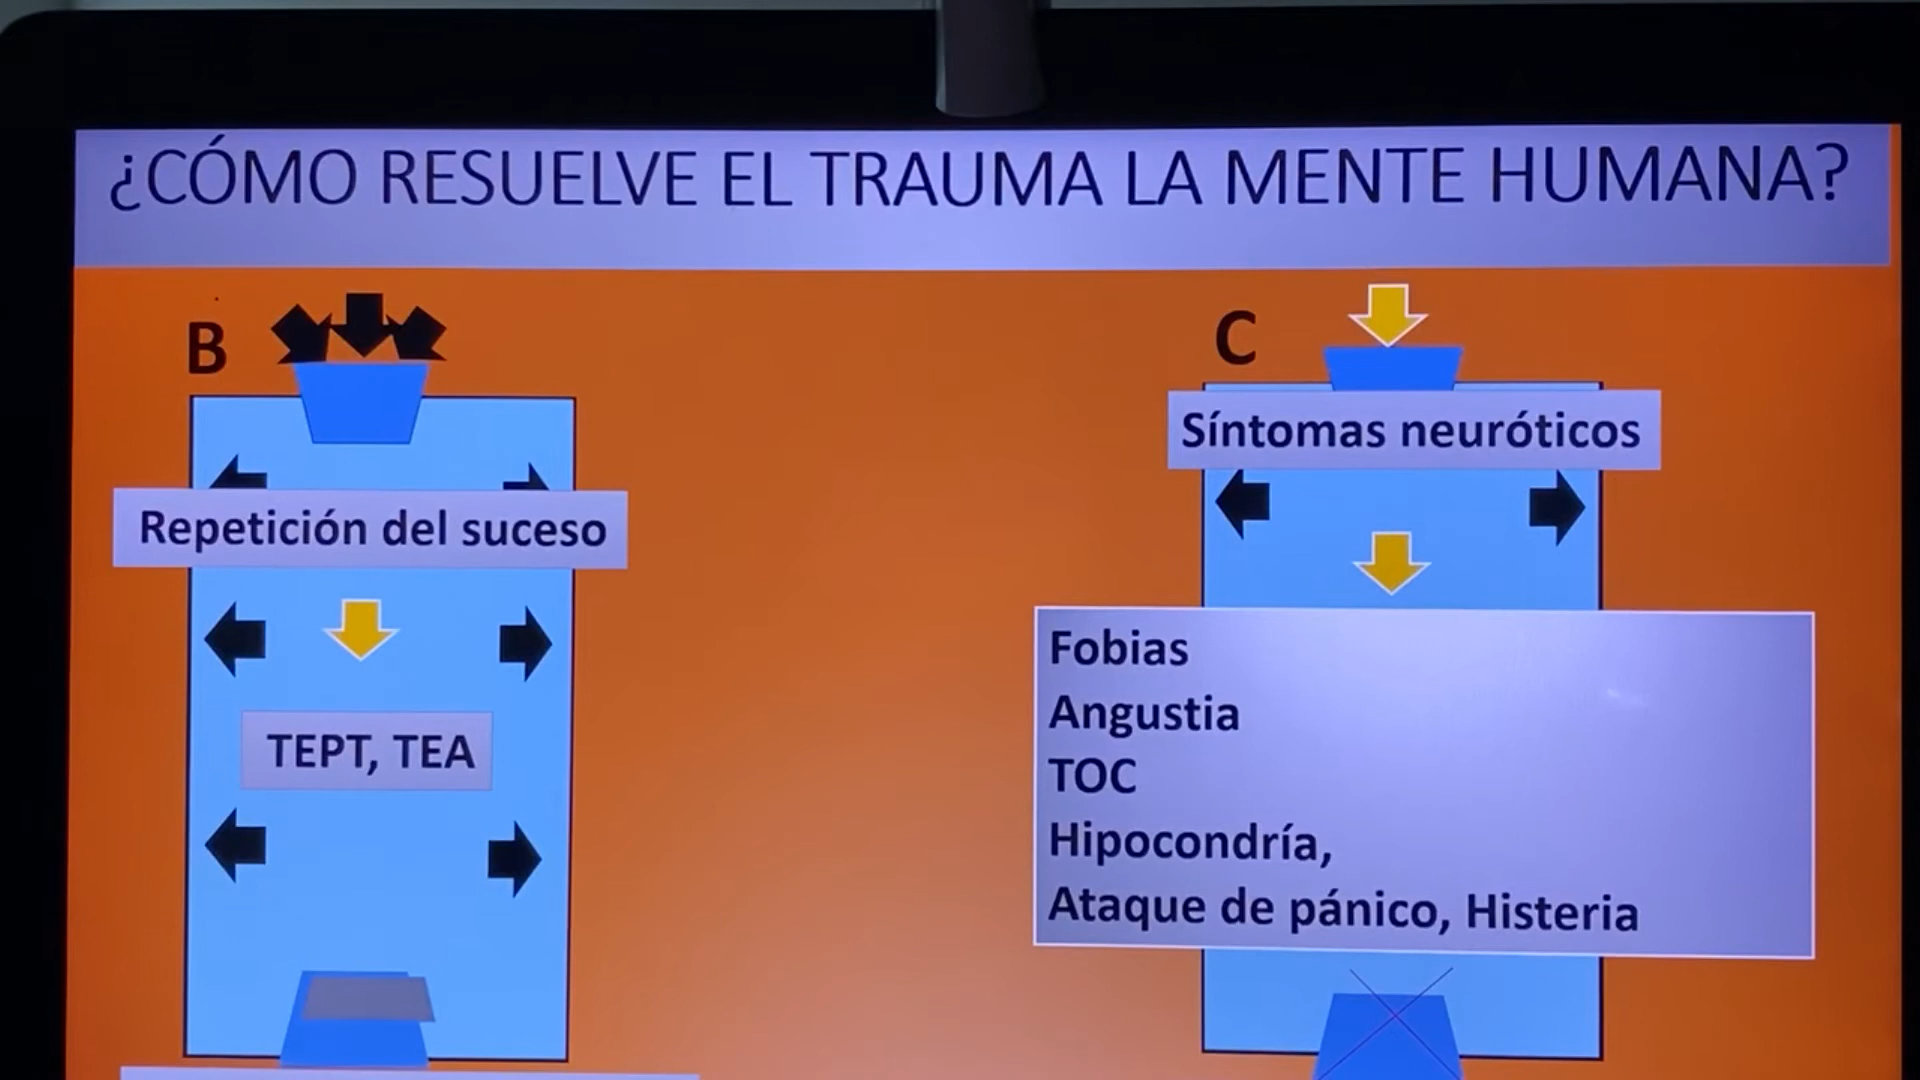 ¿CÓMO RESUELVE EL TRAUMA LA MENTE HUMANA?
B
Repetición del suceso
TEPT, TEA
C
Síntomas neuróticos
Fobias
Angustia
TOC
Hipocondría,
Ataque de pánico, Histeria